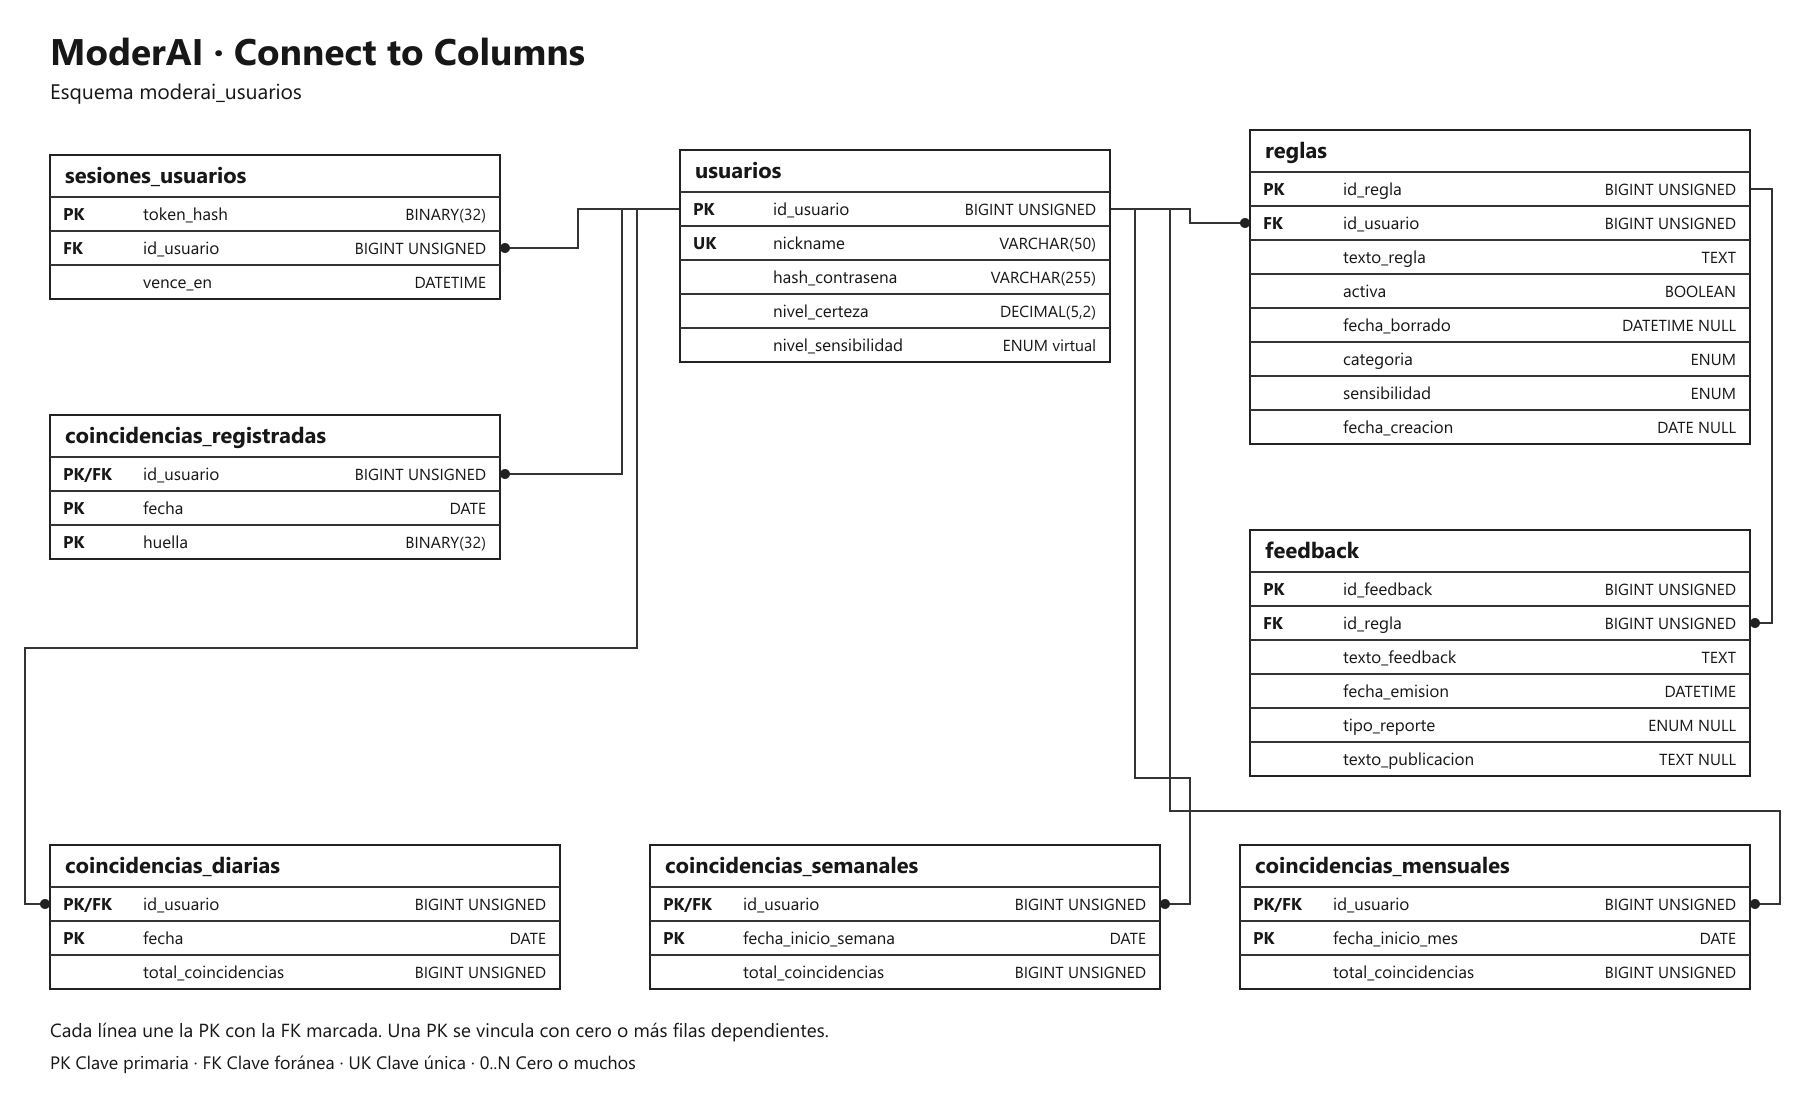 ModerAI · Connect to Columns
Esquema moderai_usuarios
sesiones_usuarios
PK token_hash BINARY(32)
FK id_usuario BIGINT UNSIGNED
vence_en DATETIME
usuarios
PK id_usuario BIGINT UNSIGNED
UK nickname VARCHAR(50)
hash_contrasena VARCHAR(255)
nivel_certeza DECIMAL(5,2)
nivel_sensibilidad ENUM virtual
reglas
PK id_regla BIGINT UNSIGNED
FK id_usuario BIGINT UNSIGNED
texto_regla TEXT
activa BOOLEAN
fecha_borrado DATETIME NULL
categoria ENUM
sensibilidad ENUM
fecha_creacion DATE NULL
coincidencias_registradas
PK/FK id_usuario BIGINT UNSIGNED
PK fecha DATE
PK huella BINARY(32)
feedback
PK id_feedback BIGINT UNSIGNED
FK id_regla BIGINT UNSIGNED
texto_feedback TEXT
fecha_emision DATETIME
tipo_reporte ENUM NULL
texto_publicacion TEXT NULL
coincidencias_diarias
PK/FK id_usuario BIGINT UNSIGNED
PK fecha DATE
total_coincidencias BIGINT UNSIGNED
coincidencias_semanales
PK/FK id_usuario BIGINT UNSIGNED
PK fecha_inicio_semana DATE
total_coincidencias BIGINT UNSIGNED
coincidencias_mensuales
PK/FK id_usuario BIGINT UNSIGNED
PK fecha_inicio_mes DATE
total_coincidencias BIGINT UNSIGNED
Cada línea une la PK con la FK marcada. Una PK se vincula con cero o más filas dependientes.
PK Clave primaria · FK Clave foránea · UK Clave única · 0..N Cero o muchos